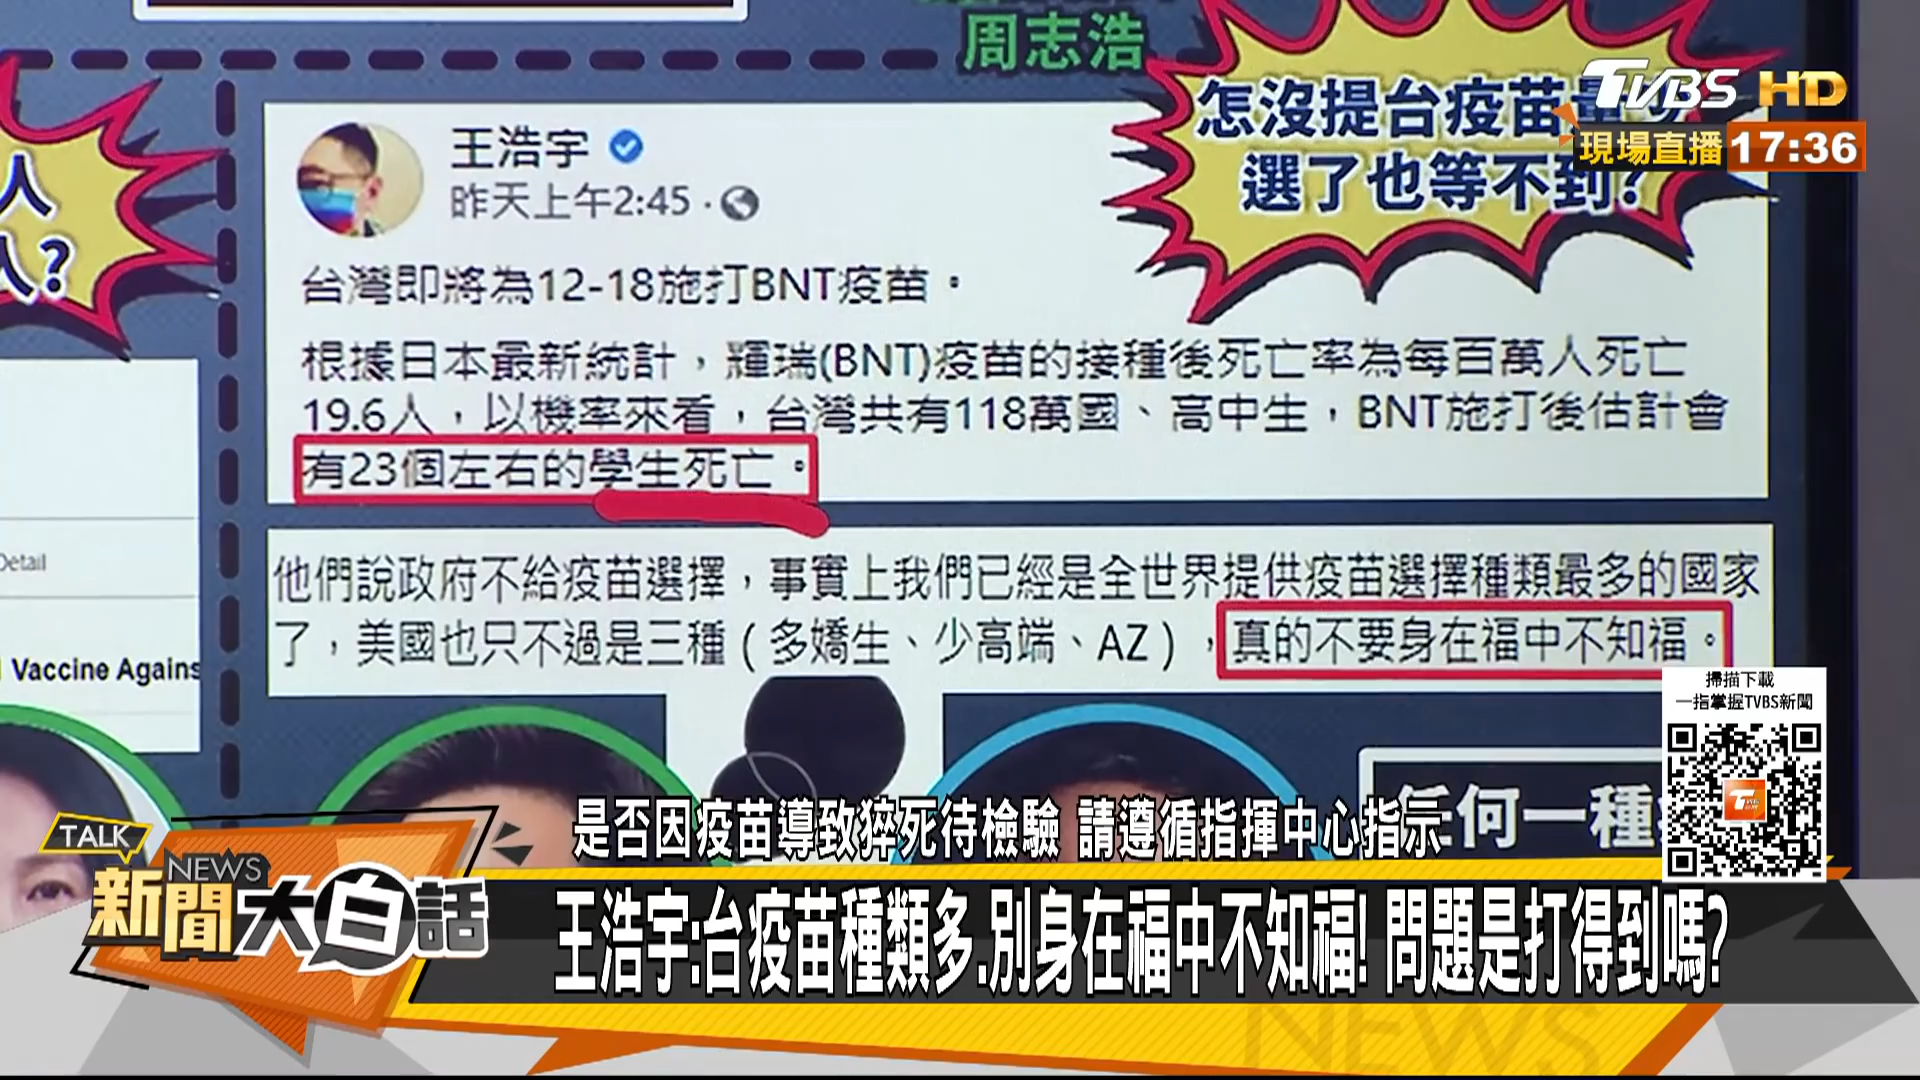 周志浩
怎沒提台疫苗
選了也等不到?
TVBS HD
現場直播 17:36
人
人?
王浩宇
昨天上午2:45
台灣即將為12-18施打BNT疫苗。
根據日本最新統計，輝瑞(BNT)疫苗的接種後死亡率為每百萬人死亡
19.6人，以機率來看，台灣共有118萬國、高中生，BNT施打後估計會
有23個左右的學生死亡。
Detail
Vaccine Agains
他們說政府不給疫苗選擇，事實上我們已經是全世界提供疫苗選擇種類最多的國家
了，美國也只不過是三種（多嬌生、少高端、AZ），真的不要身在福中不知福。
掃描下載
一指掌握TVBS新聞
任何一種
TALK
NEWS
新聞大白話
是否因疫苗導致猝死待檢驗 請遵循指揮中心指示
王浩宇:台疫苗種類多.別身在福中不知福! 問題是打得到嗎?
NEWS